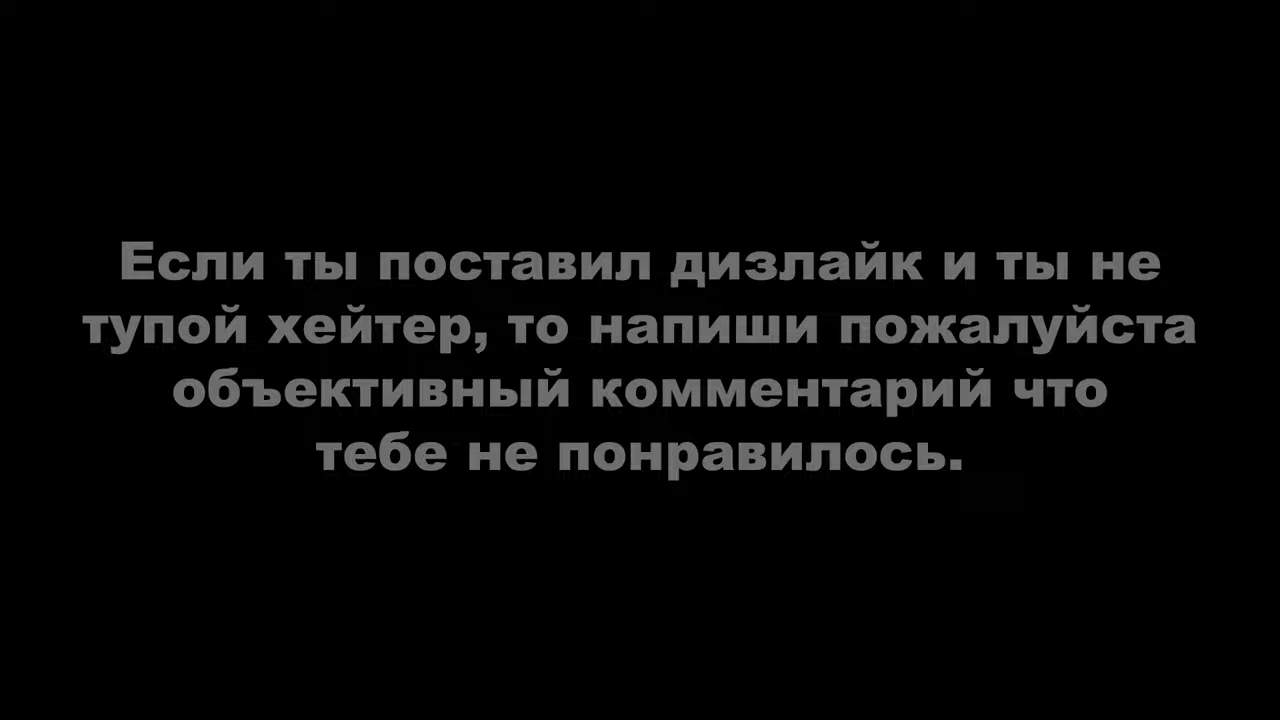 Если ты поставил дизлайк и ты не
тупой хейтер, то напиши пожалуйста
объективный комментарий что
тебе не понравилось.